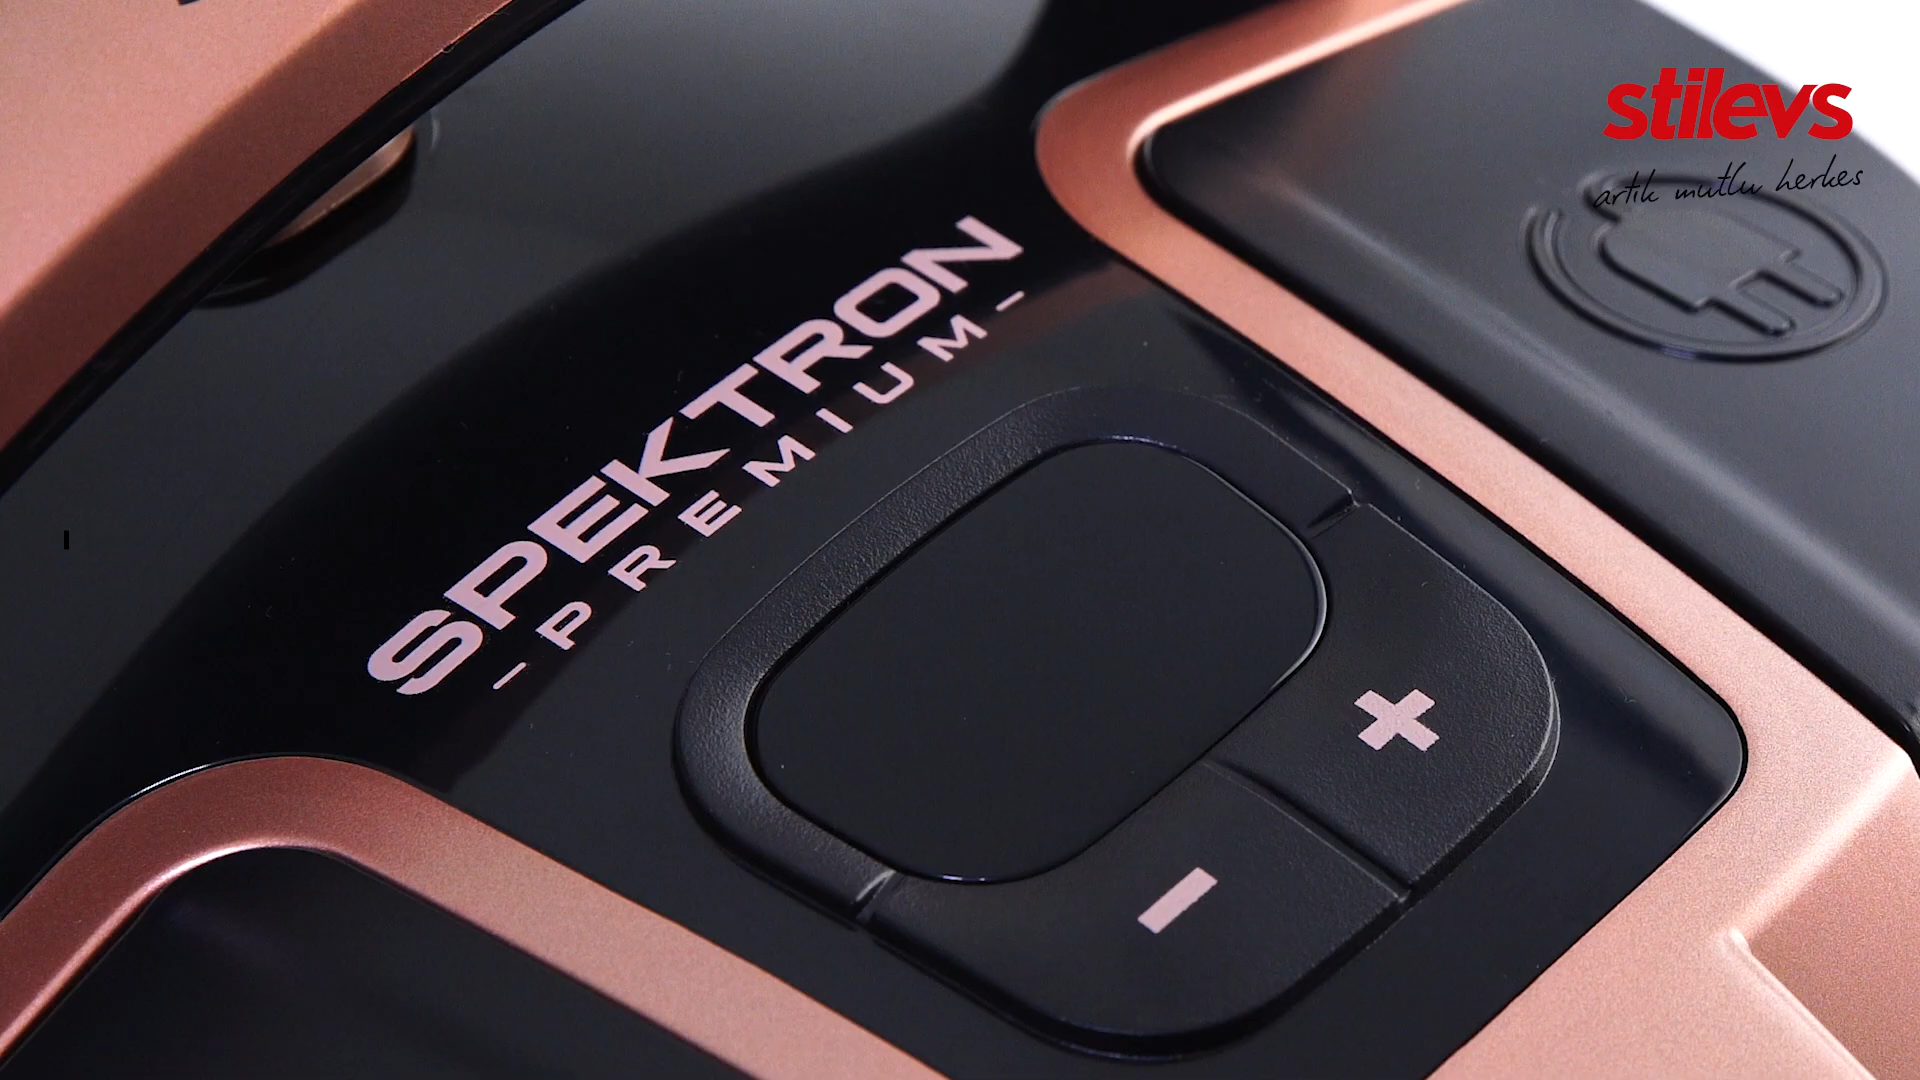 stilevs
artık mutlu herkes
SPEKTRON
- PREMIUM -
+
-